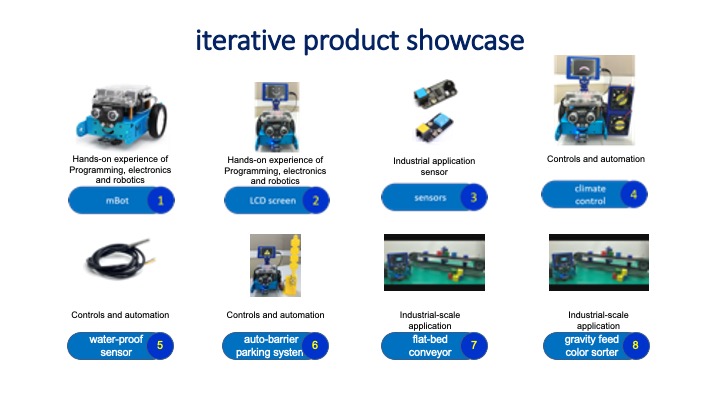 iterative product showcase
Hands-on experience of
Programming, electronics
and robotics
mBot 1
Hands-on experience of
Programming, electronics
and robotics
LCD screen 2
Industrial application
sensor
sensors 3
Controls and automation
climate
control 4
Controls and automation
water-proof
sensor 5
Controls and automation
auto-barrier
parking system 6
Industrial-scale
application
flat-bed
conveyor 7
Industrial-scale
application
gravity feed
color sorter 8